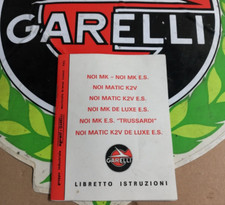 GARELLI
NOI MK - NOI MK E.S.
NOI MATIC K2V
NOI MATIC K2V E.S.
NOI MK DE LUXE E.S.
NOI MK E.S. "TRUSSARDI"
NOI MATIC K2V DE LUXE E.S.
GARELLI
LIBRETTO ISTRUZIONI